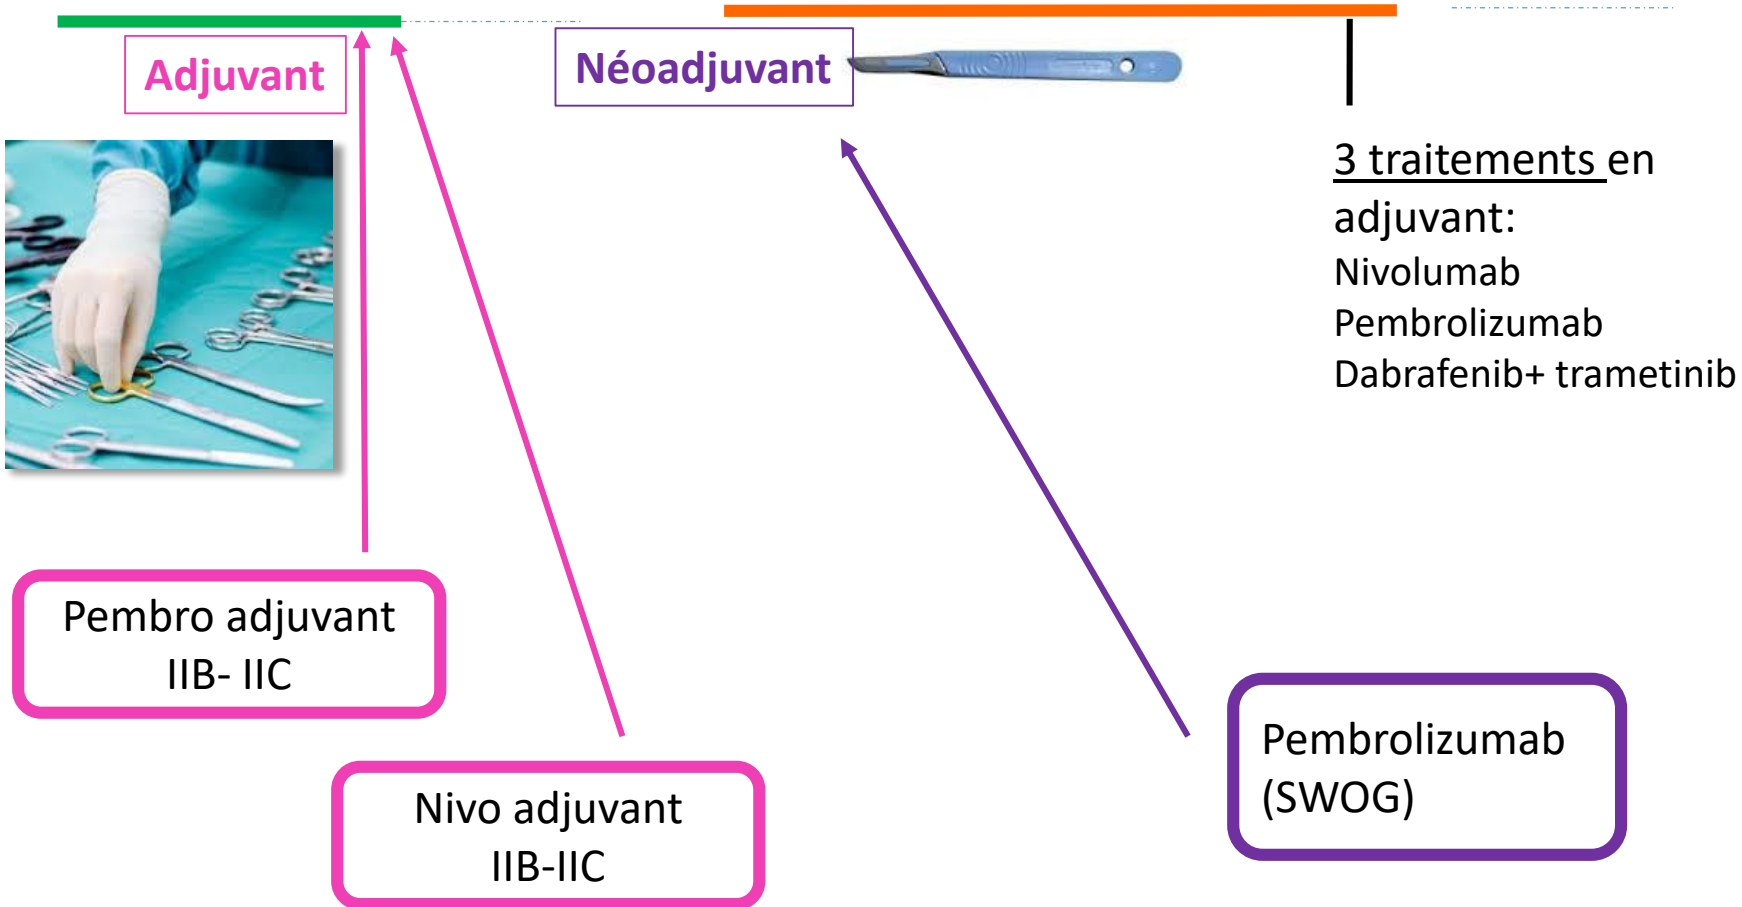 Adjuvant
Néoadjuvant
3 traitements en
adjuvant:
Nivolumab
Pembrolizumab
Dabrafenib+ trametinib
Pembro adjuvant
IIB- IIC
Nivo adjuvant
IIB-IIC
Pembrolizumab
(SWOG)